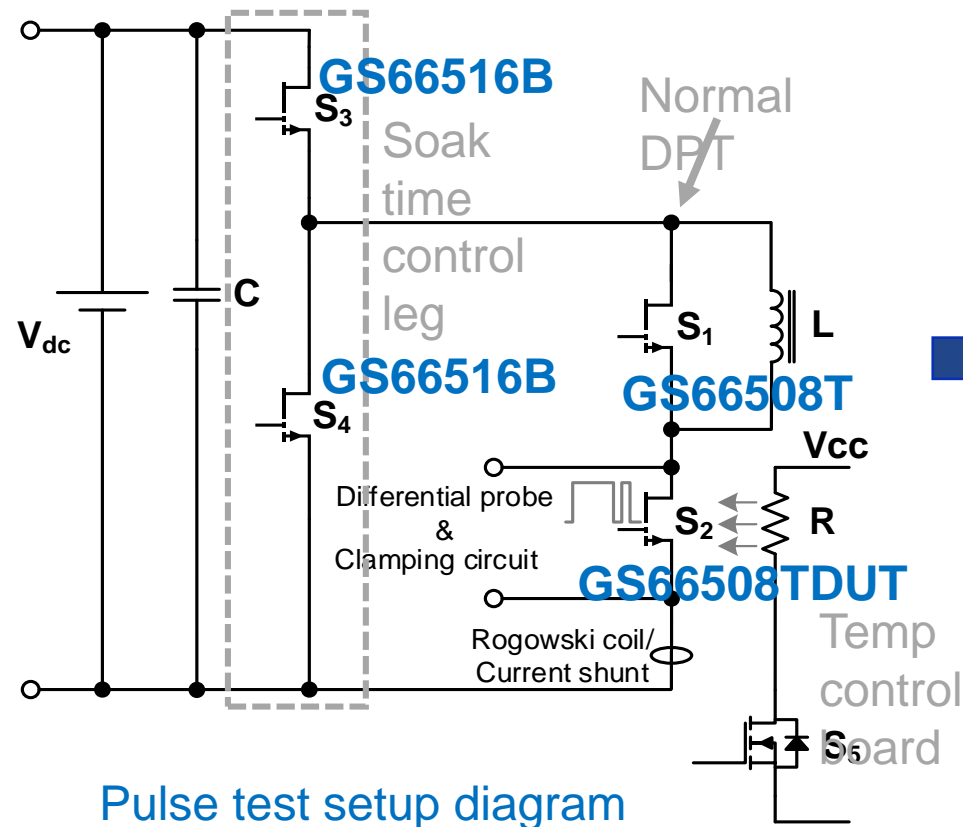 GS66516B
S3
Normal
DPT
Soak
time
control
leg
C
Vdc
S1
L
GS66516B
GS66508T
S4
Vcc
Differential probe
&
Clamping circuit
S2
R
GS66508TDUT
Rogowski coil/
Current shunt
Temp
control
board
S5
Pulse test setup diagram